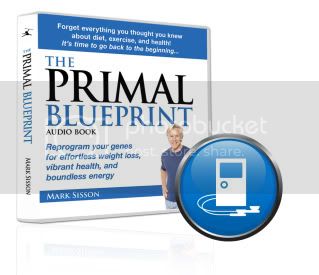 Forget everything you thought you knew
about diet, exercise, and health!
It's time to go back to the beginning...
THE
PRIMAL
BLUEPRINT
AUDIO BOOK
Reprogram your genes
for effortless weight loss,
vibrant health, and
boundless energy
MARK SISSON
THE
PRIMAL BLUEPRINT
MARK SISSON
photobucket